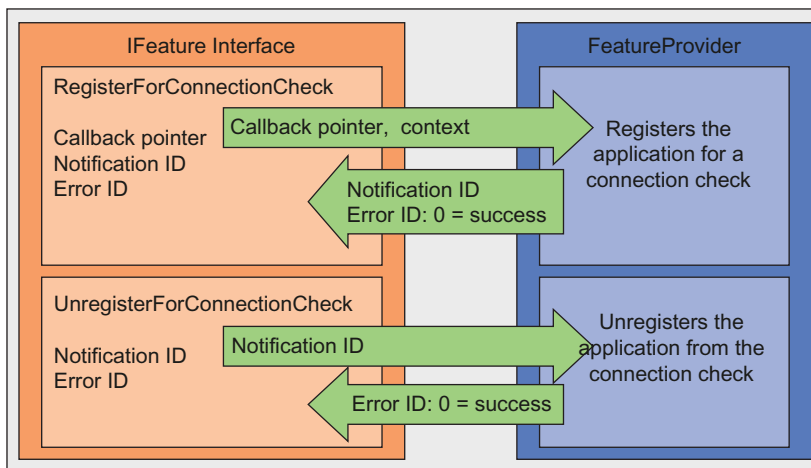 IFeature Interface
RegisterForConnectionCheck
Callback pointer
Notification ID
Error ID
Callback pointer, context
Notification ID
Error ID: 0 = success
UnregisterForConnectionCheck
Notification ID
Error ID
Notification ID
Error ID: 0 = success
FeatureProvider
Registers the
application for a
connection check
Unregisters the
application from the
connection check